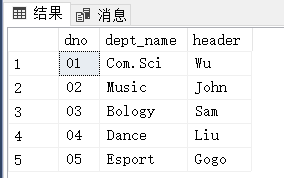 结果 消息
dno dept_name header
1 01 Com.Sci Wu
2 02 Music John
3 03 Bology Sam
4 04 Dance Liu
5 05 Esport Gogo